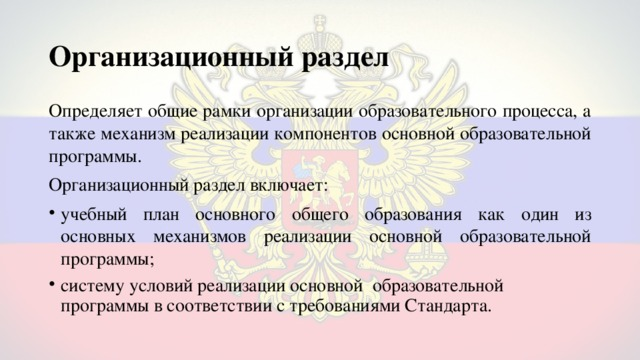 Организационный раздел
Определяет общие рамки организации образовательного процесса, а
также механизм реализации компонентов основной образовательной
программы.
Организационный раздел включает:
• учебный план основного общего образования как один из
основных механизмов реализации основной образовательной
программы;
• систему условий реализации основной образовательной
программы в соответствии с требованиями Стандарта.